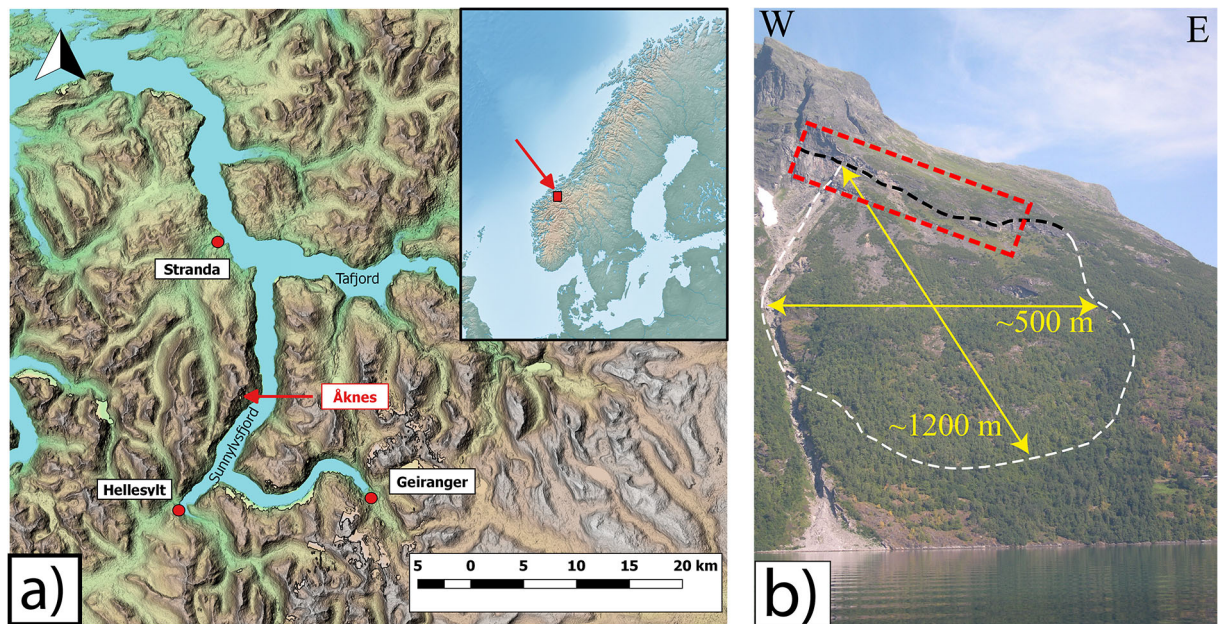 Stranda
Tafjord
Åknes
Sunnylvsfjord
Hellesylt
Geiranger
5 0 5 10 15 20 km
a)
W
E
~500 m
~1200 m
b)